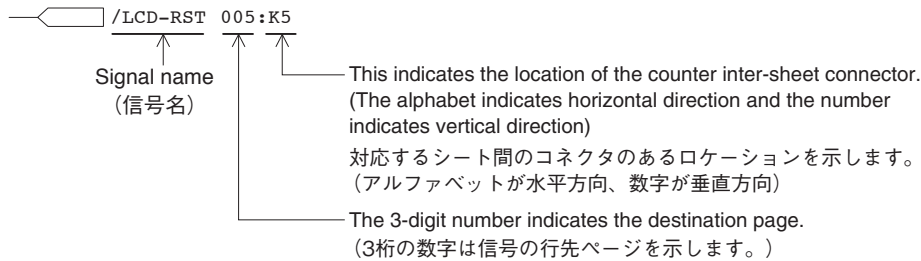 /LCD-RST 005:K5
Signal name
（信号名）
This indicates the location of the counter inter-sheet connector.
(The alphabet indicates horizontal direction and the number
indicates vertical direction)
対応するシート間のコネクタのあるロケーションを示します。
（アルファベットが水平方向、数字が垂直方向）
The 3-digit number indicates the destination page.
（3桁の数字は信号の行先ページを示します。）